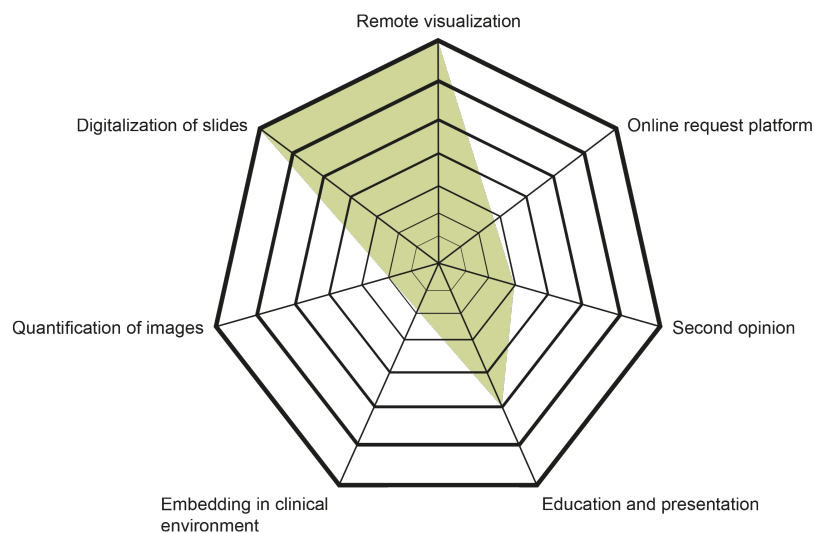 Remote visualization
Digitalization of slides
Online request platform
Quantification of images
Second opinion
Embedding in clinical
environment
Education and presentation